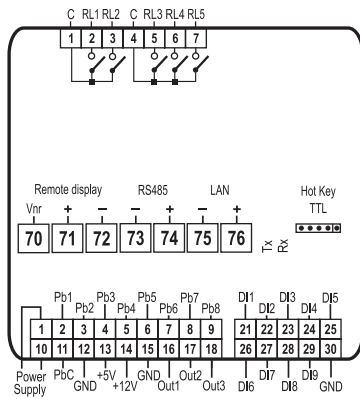 C RL1 RL2 C RL3 RL4 RL5
1 2 3 4 5 6 7
Remote display RS485 LAN Hot Key
Vnr + − − + − + TTL
70 71 72 73 74 75 76
Tx
Rx
Pb1 Pb3 Pb5 Pb7 DI1 DI3 DI5
Pb2 Pb4 Pb6 Pb8 DI2 DI4
1 2 3 4 5 6 7 8 9 21 22 23 24 25
10 11 12 13 14 15 16 17 18 26 27 28 29 30
Power PbC +5V GND Out2 DI7 DI9
Supply GND +12V Out1 Out3 DI6 DI8 GND